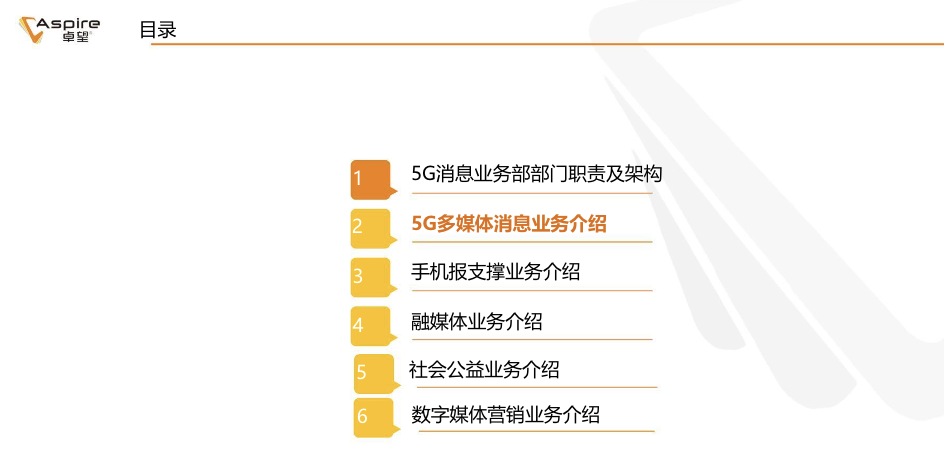 Aspire
卓望®
目录
1 5G消息业务部部门职责及架构
2 5G多媒体消息业务介绍
3 手机报支撑业务介绍
4 融媒体业务介绍
5 社会公益业务介绍
6 数字媒体营销业务介绍